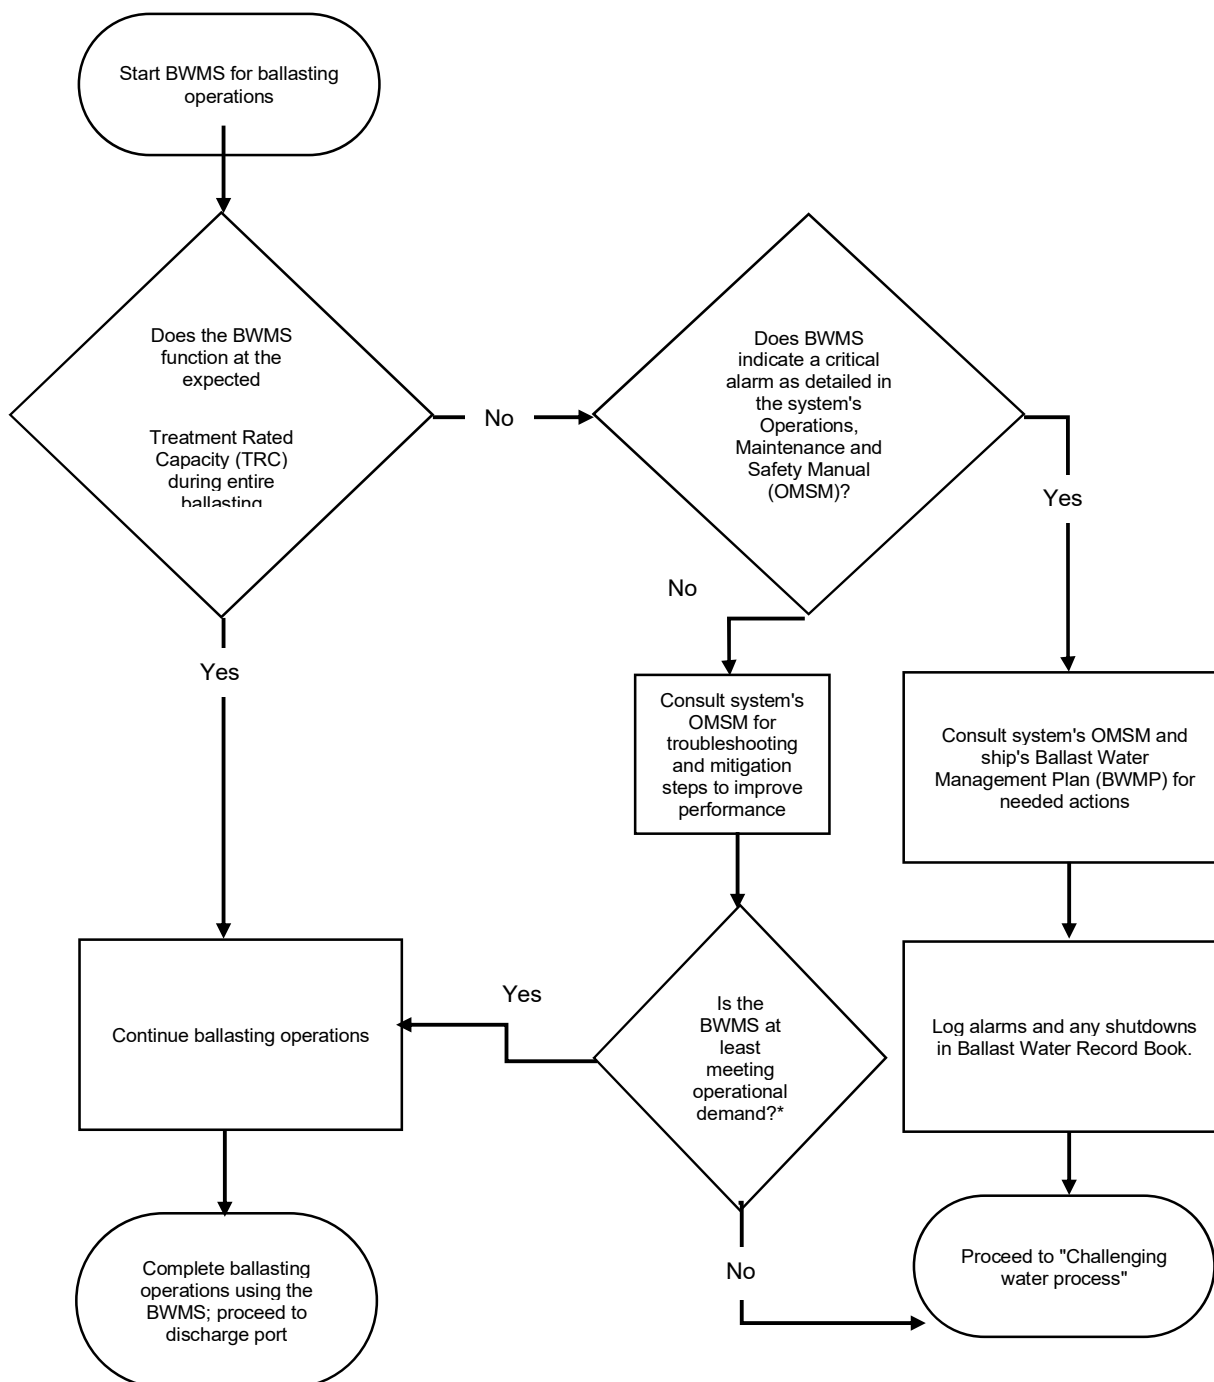 Start BWMS for ballasting
operations
Does the BWMS
function at the
expected
Treatment Rated
Capacity (TRC)
during entire
ballasting
No
Does BWMS
indicate a critical
alarm as detailed in
the system's
Operations,
Maintenance and
Safety Manual
(OMSM)?
Yes
No
Yes
Consult system's
OMSM for
troubleshooting
and mitigation
steps to improve
performance
Consult system's OMSM and
ship's Ballast Water
Management Plan (BWMP) for
needed actions
Continue ballasting operations
Yes
Is the
BWMS at
least
meeting
operational
demand?*
Log alarms and any shutdowns
in Ballast Water Record Book.
Complete ballasting
operations using the
BWMS; proceed to
discharge port
No
Proceed to "Challenging
water process"